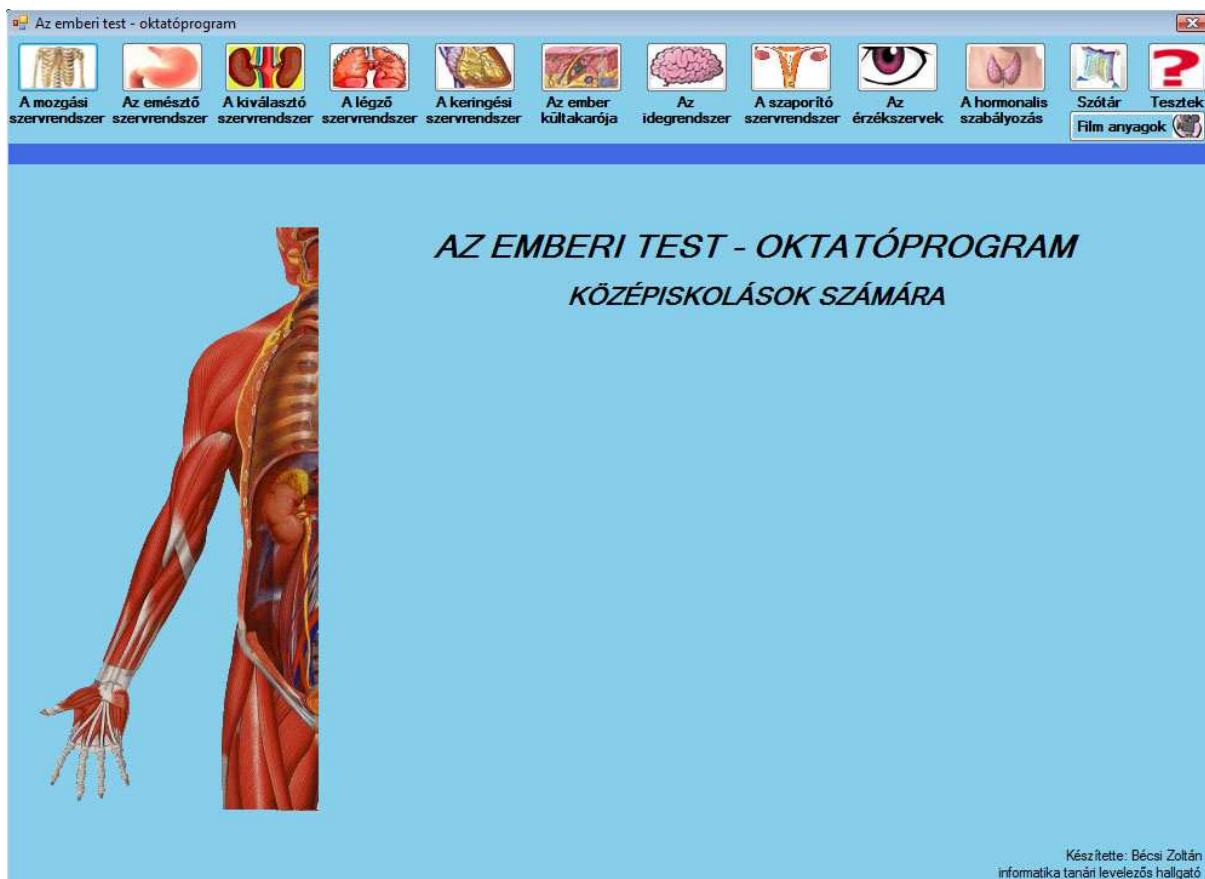 Az emberi test - oktatóprogram
A mozgási
szervrendszer
Az emésztő
szervrendszer
A kiválasztó
szervrendszer
A légző
szervrendszer
A keringési
szervrendszer
Az ember
kültakarója
Az
idegrendszer
A szaporító
szervrendszer
Az
érzékszervek
A hormonalis
szabályozás
Szótár
Tesztek
Film anyagok
AZ EMBERI TEST - OKTATÓPROGRAM
KÖZÉPISKOLÁSOK SZÁMÁRA
Készítette: Bécsi Zoltán
informatika tanári levelezős hallgató